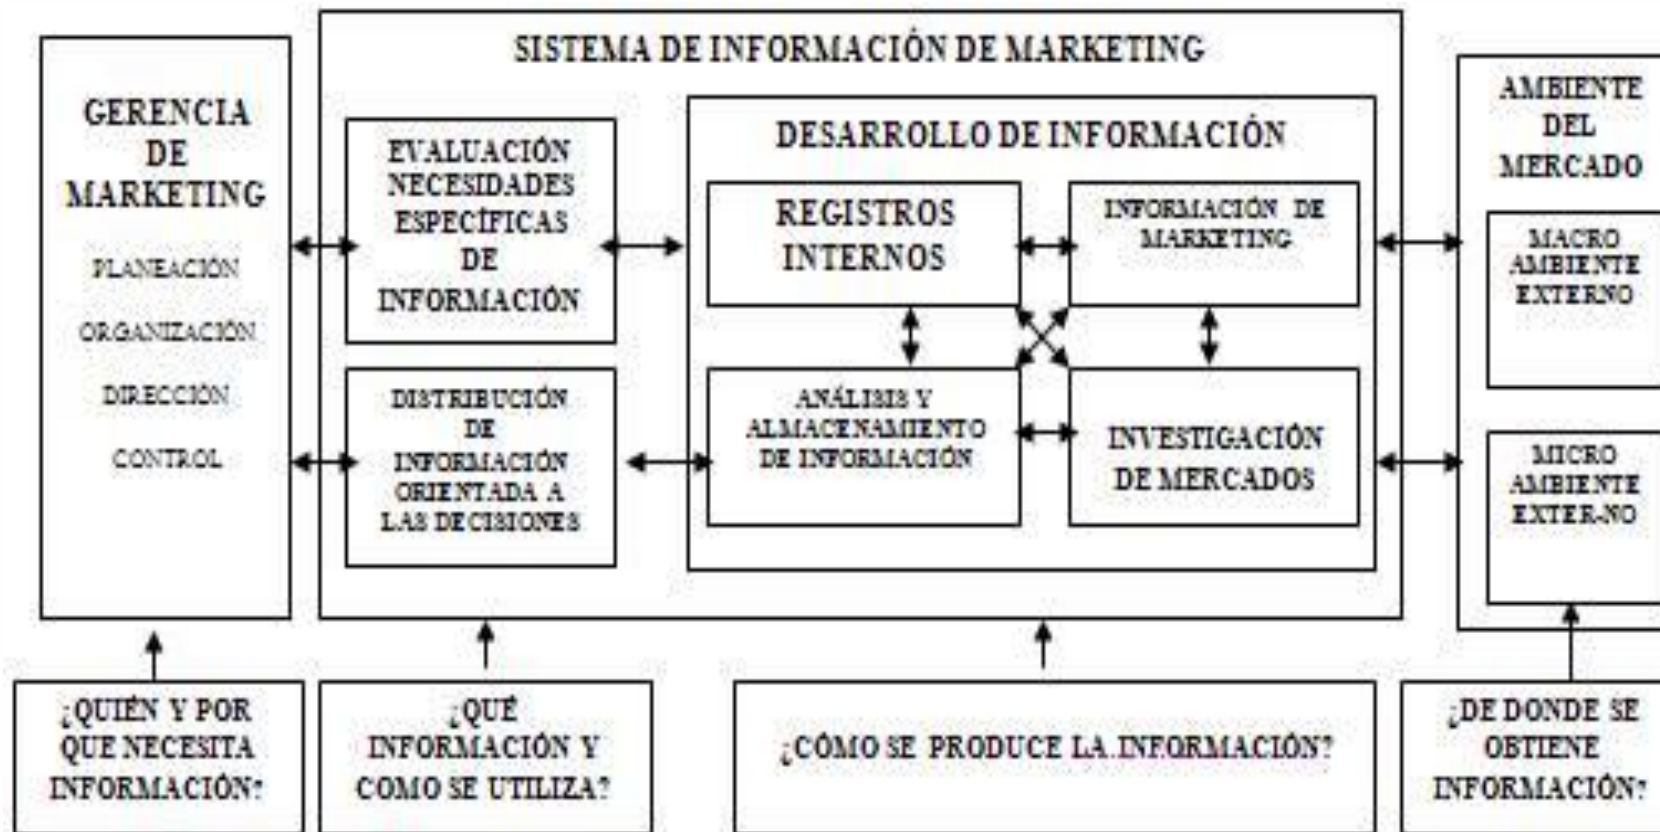 SISTEMA DE INFORMACIÓN DE MARKETING
GERENCIA
DE
MARKETING
PLANEACIÓN
ORGANIZACIÓN
DIRECCIÓN
CONTROL
EVALUACIÓN
NECESIDADES
ESPECÍFICAS
DE
INFORMACIÓN
DISTRIBUCIÓN
DE
INFORMACIÓN
ORIENTADA A
LAS DECISIONES
DESARROLLO DE INFORMACIÓN
REGISTROS
INTERNOS
INFORMACIÓN DE
MARKETING
ANÁLISIS Y
ALMACENAMIENTO
DE INFORMACIÓN
INVESTIGACIÓN
DE MERCADOS
AMBIENTE
DEL
MERCADO
MACRO
AMBIENTE
EXTERNO
MICRO
AMBIENTE
EXTER-NO
¿QUIÉN Y POR
QUE NECESITA
INFORMACIÓN?
¿QUÉ
INFORMACIÓN Y
COMO SE UTILIZA?
¿CÓMO SE PRODUCE LA INFORMACIÓN?
¿DE DONDE SE
OBTIENE
INFORMACIÓN?